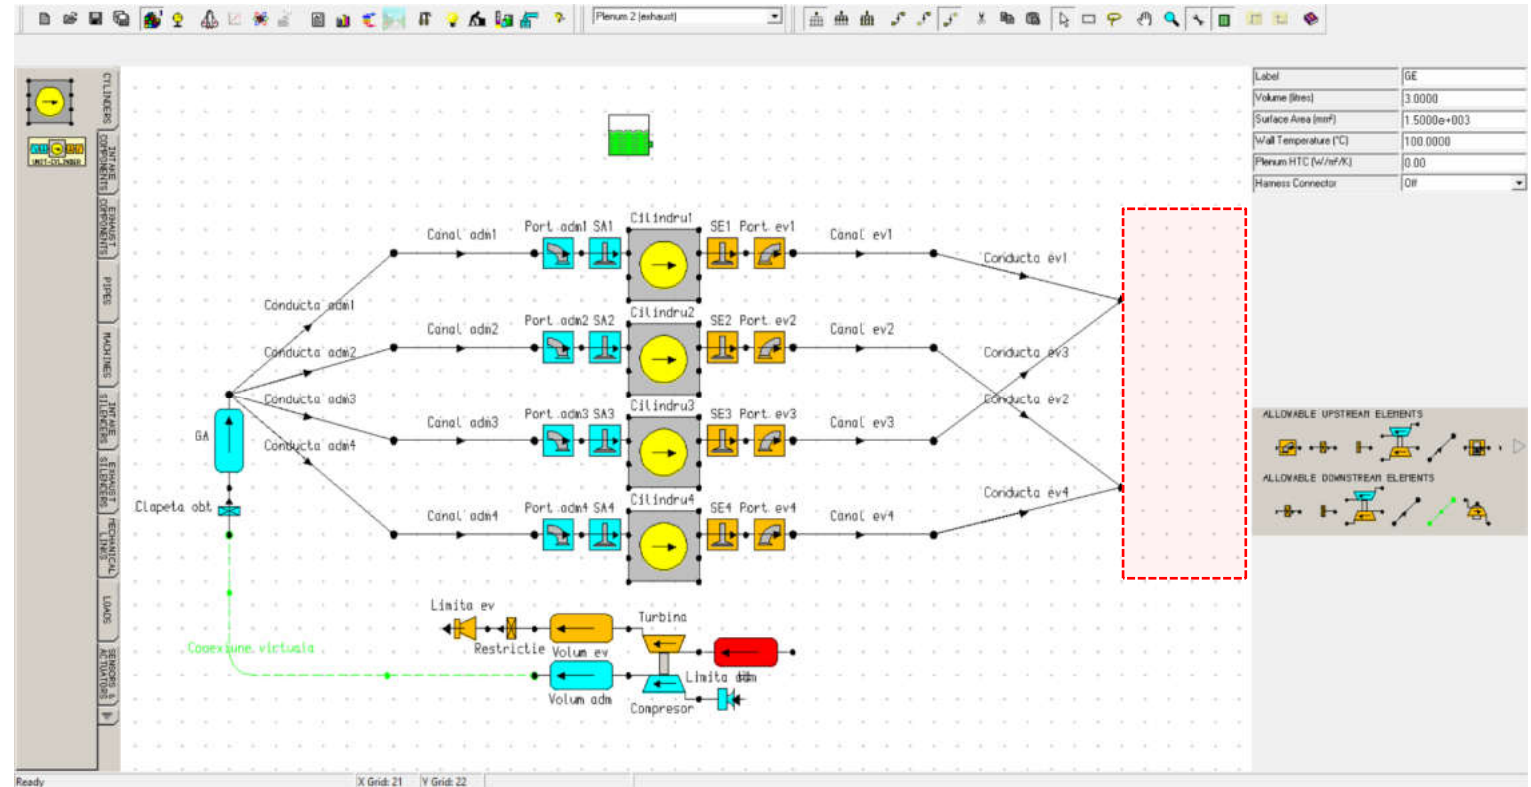 Plenum 2 (exhaust)
CYLINDERS
UNIT-CYLINDER
INTAKE COMPONENTS
EXHAUST COMPONENTS
PIPES
MACHINES
INTAKE SILENCERS
EXHAUST SILENCERS
MECHANICAL LINKS
LOADS
SENSORS & ACTUATORS
Label GE
Volume (litres) 3.0000
Surface Area (mm²) 1.5000e+003
Wall Temperature (°C) 100.0000
Plenum HTC (W/m²/K) 0.00
Harness Connector Off
Canal adm1 Port adm1 SA1 Cilindru1 SE1 Port ev1 Canal ev1
Conducta ev1
Conducta adm1
Canal adm2 Port adm2 SA2 Cilindru2 SE2 Port ev2 Canal ev2
Conducta adm2 Conducta ev3
Conducta adm3 Conducta ev2
Canal adm3 Port adm3 SA3 Cilindru3 SE3 Port ev3 Canal ev3
GA
Conducta adm4
Clapeta obt
Canal adm4 Port adm4 SA4 Cilindru4 SE4 Port ev4 Canal ev4
Conducta ev4
Limita ev
Turbina
Restrictie Volum ev
Conexiune virtuala
Limita adm
Volum adm
Compresor
ALLOWABLE UPSTREAM ELEMENTS
ALLOWABLE DOWNSTREAM ELEMENTS
Ready X Grid: 21 Y Grid: 22